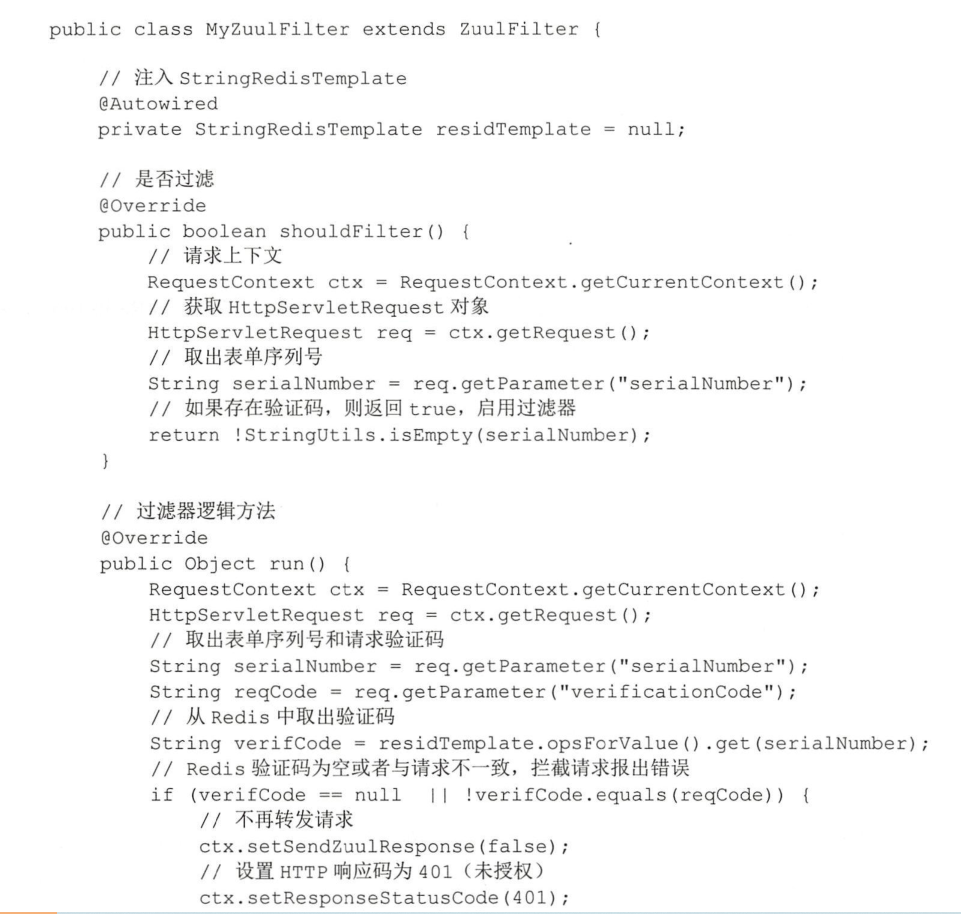 public class MyZuulFilter extends ZuulFilter {
// 注入 StringRedisTemplate
@Autowired
private StringRedisTemplate residTemplate = null;
// 是否过滤
@Override
public boolean shouldFilter() {
// 请求上下文
RequestContext ctx = RequestContext.getCurrentContext();
// 获取 HttpServletRequest 对象
HttpServletRequest req = ctx.getRequest();
// 取出表单序列号
String serialNumber = req.getParameter("serialNumber");
// 如果存在验证码，则返回 true，启用过滤器
return !StringUtils.isEmpty(serialNumber);
}
// 过滤器逻辑方法
@Override
public Object run() {
RequestContext ctx = RequestContext.getCurrentContext();
HttpServletRequest req = ctx.getRequest();
// 取出表单序列号和请求验证码
String serialNumber = req.getParameter("serialNumber");
String reqCode = req.getParameter("verificationCode");
// 从 Redis 中取出验证码
String verifCode = residTemplate.opsForValue().get(serialNumber);
// Redis 验证码为空或者与请求不一致，拦截请求报出错误
if (verifCode == null || !verifCode.equals(reqCode)) {
// 不再转发请求
ctx.setSendZuulResponse(false);
// 设置 HTTP 响应码为 401（未授权）
ctx.setResponseStatusCode(401);